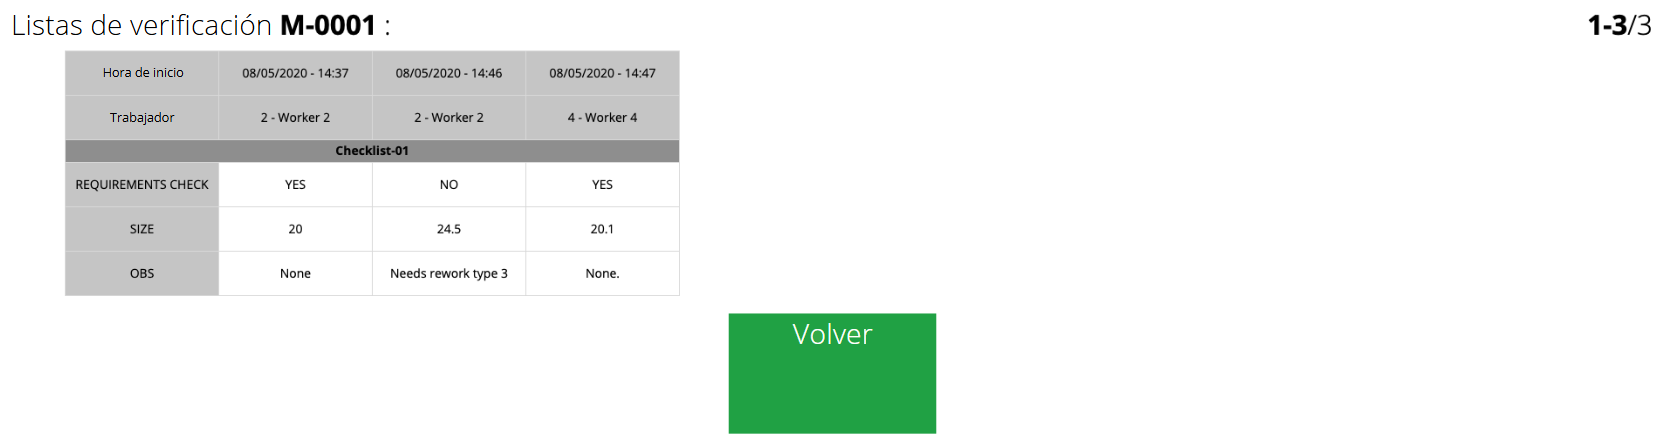 Listas de verificación M-0001 : 1-3/3
Hora de inicio 08/05/2020 - 14:37 08/05/2020 - 14:46 08/05/2020 - 14:47
Trabajador 2 - Worker 2 2 - Worker 2 4 - Worker 4
Checklist-01
REQUIREMENTS CHECK YES NO YES
SIZE 20 24.5 20.1
OBS None Needs rework type 3 None.
Volver